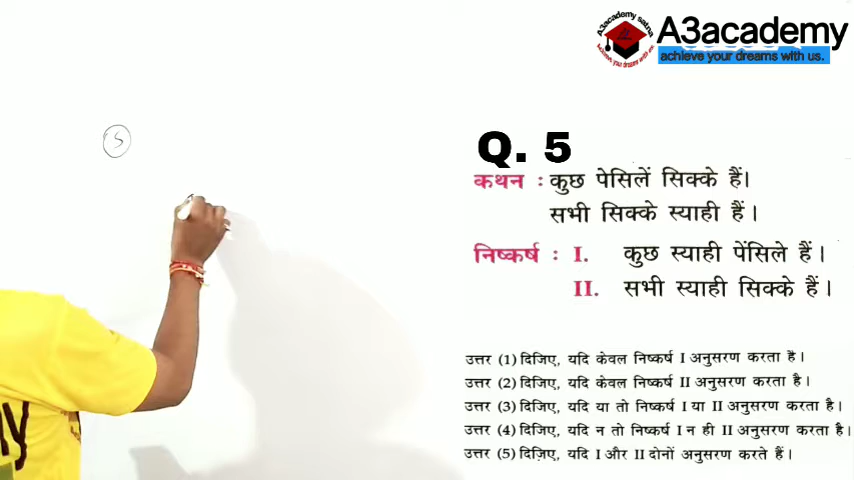 A3academy satna
A3academy
achieve your dreams with us.
5
Q. 5
कथन : कुछ पेसिलें सिक्के हैं।
सभी सिक्के स्याही हैं ।
निष्कर्ष : I. कुछ स्याही पेंसिले हैं ।
II. सभी स्याही सिक्के हैं ।
उत्तर (1) दिजिए, यदि केवल निष्कर्ष I अनुसरण करता है ।
उत्तर (2) दिजिए, यदि केवल निष्कर्ष II अनुसरण करता है ।
उत्तर (3) दिजिए, यदि या तो निष्कर्ष I या II अनुसरण करता है ।
उत्तर (4) दिजिए, यदि न तो निष्कर्ष I न ही II अनुसरण करता है ।
उत्तर (5) दिज़िए, यदि I और II दोनों अनुसरण करते हैं ।